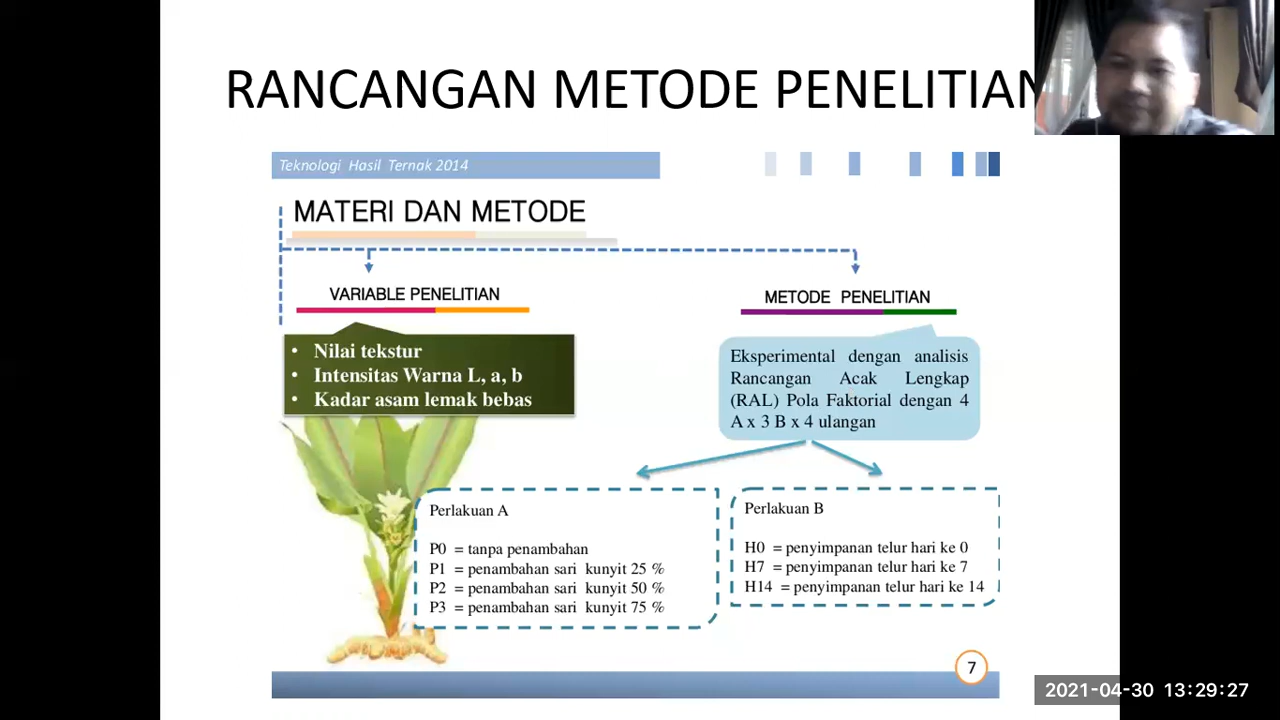 RANCANGAN METODE PENELITIAN
Teknologi Hasil Ternak 2014
MATERI DAN METODE
VARIABLE PENELITIAN
• Nilai tekstur
• Intensitas Warna L, a, b
• Kadar asam lemak bebas
METODE PENELITIAN
Eksperimental dengan analisis
Rancangan Acak Lengkap
(RAL) Pola Faktorial dengan 4
A x 3 B x 4 ulangan
Perlakuan A
P0 = tanpa penambahan
P1 = penambahan sari kunyit 25 %
P2 = penambahan sari kunyit 50 %
P3 = penambahan sari kunyit 75 %
Perlakuan B
H0 = penyimpanan telur hari ke 0
H7 = penyimpanan telur hari ke 7
H14 = penyimpanan telur hari ke 14
7
2021-04-30 13:29:27